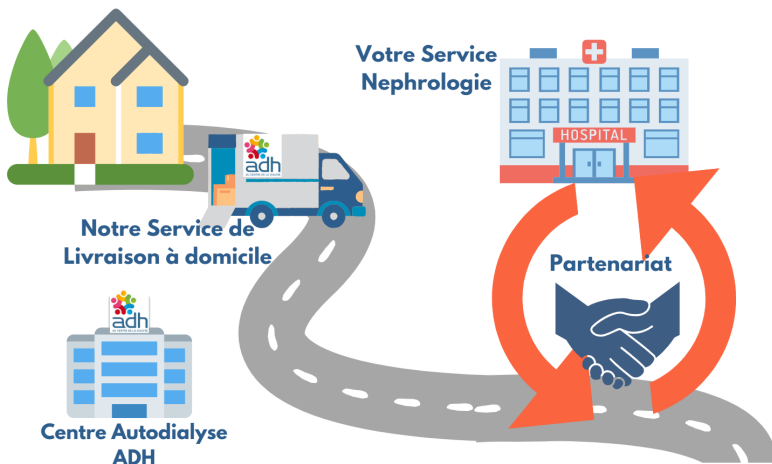 Votre Service
Nephrologie
HOSPITAL
adh
Notre Service de
Livraison à domicile
Partenariat
adh
Centre Autodialyse
ADH